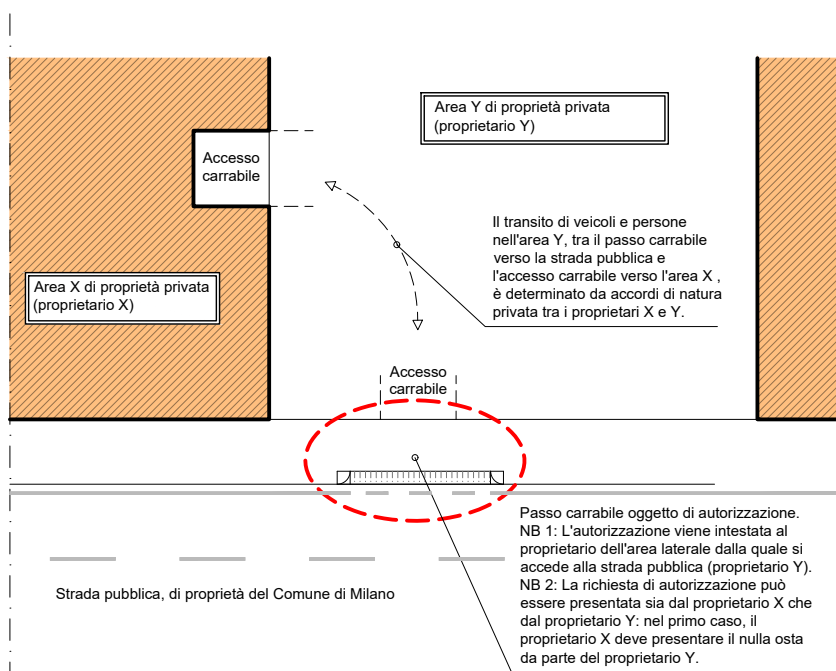 Area Y di proprietà privata
(proprietario Y)
Accesso
carrabile
Il transito di veicoli e persone
nell'area Y, tra il passo carrabile
verso la strada pubblica e
l'accesso carrabile verso l'area X ,
è determinato da accordi di natura
privata tra i proprietari X e Y.
Area X di proprietà privata
(proprietario X)
Accesso
carrabile
Passo carrabile oggetto di autorizzazione.
NB 1: L'autorizzazione viene intestata al
proprietario dell'area laterale dalla quale si
accede alla strada pubblica (proprietario Y).
NB 2: La richiesta di autorizzazione può
essere presentata sia dal proprietario X che
dal proprietario Y: nel primo caso, il
proprietario X deve presentare il nulla osta
da parte del proprietario Y.
Strada pubblica, di proprietà del Comune di Milano